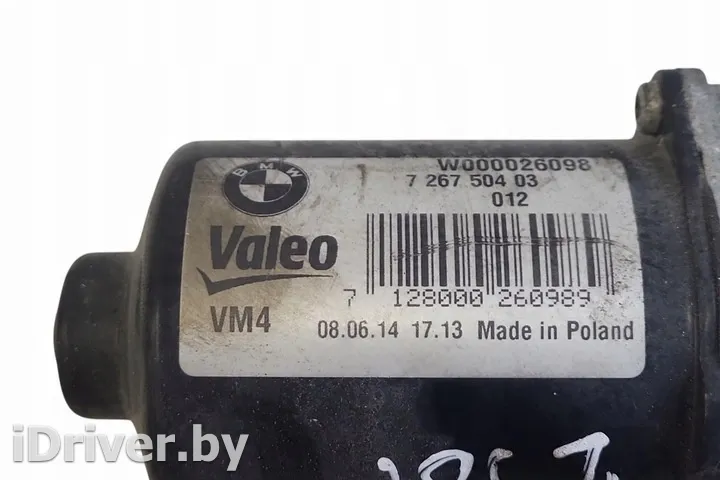 BMW
W000026098
7 267 504 03
012
Valeo
7 128000 260989
VM4
08.06.14 17.13 Made in Poland
iDriver.by